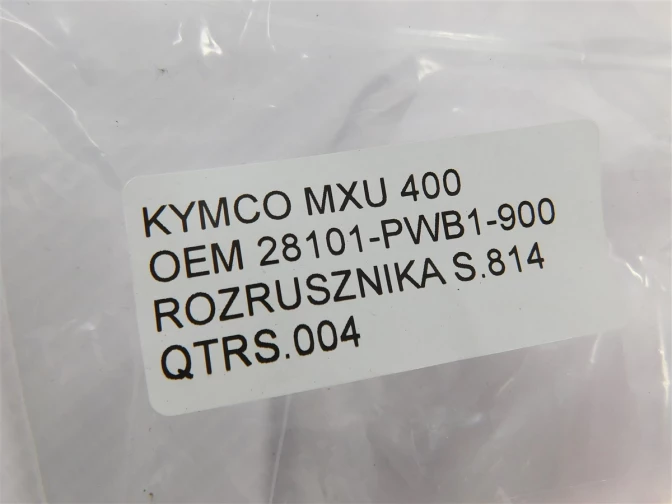 KYMCO MXU 400
OEM 28101-PWB1-900
ROZRUSZNIKA S.814
QTRS.004